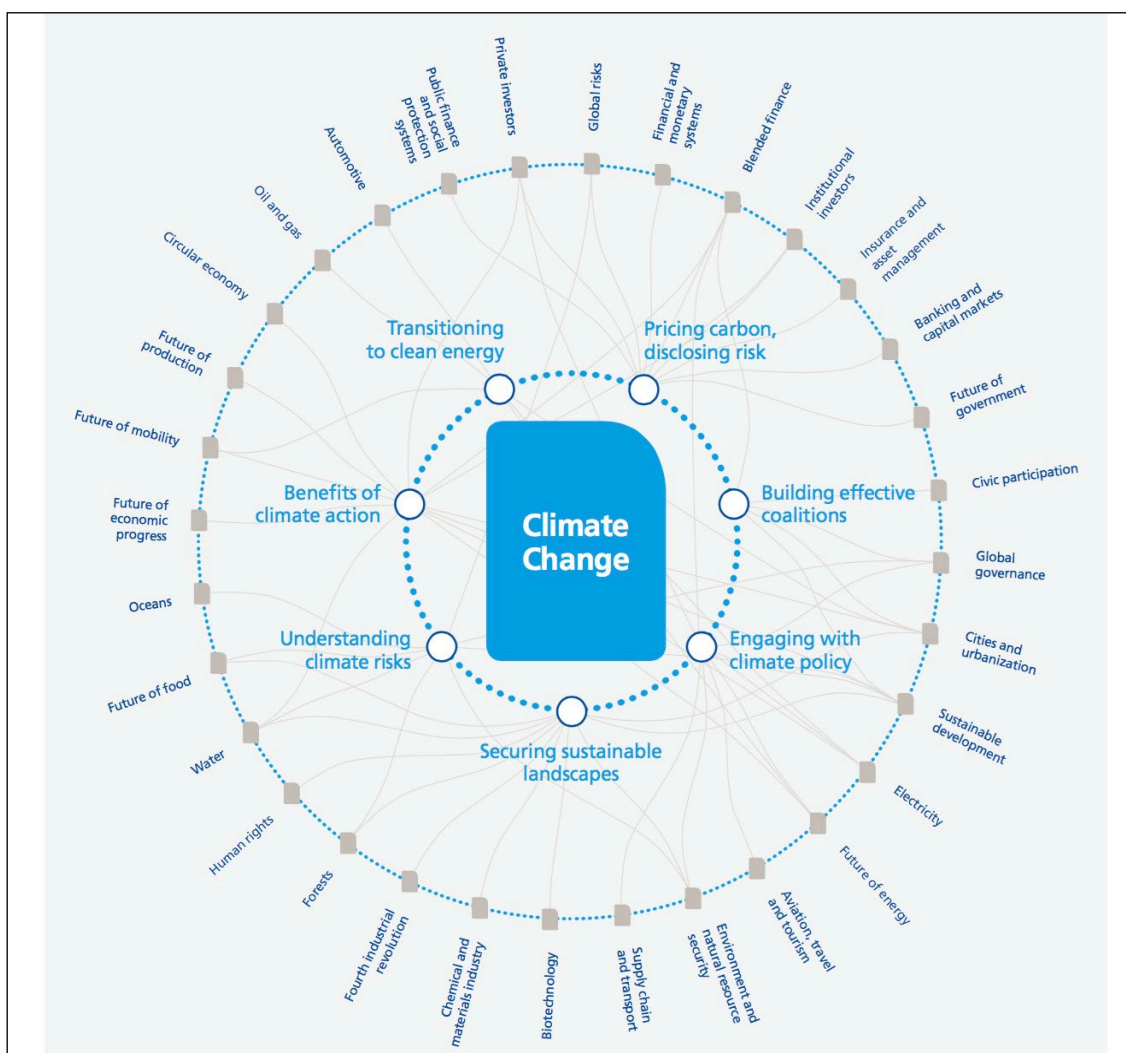 Private investors
Global risks
Financial and
monetary
systems
Blended finance
Institutional
investors
Insurance and
asset
management
Banking and
capital markets
Future of
government
Civic participation
Global
governance
Cities and
urbanization
Sustainable
development
Electricity
Future of energy
Aviation, travel
and tourism
Environment and
natural resource
security
Supply chain
and transport
Biotechnology
Chemical and
materials industry
Fourth industrial
revolution
Forests
Human rights
Water
Future of food
Oceans
Future of
economic
progress
Future of mobility
Future of
production
Circular economy
Oil and gas
Automotive
Public finance
and social
protection
systems
Transitioning
to clean energy
Pricing carbon,
disclosing risk
Benefits of
climate action
Building effective
coalitions
Climate
Change
Understanding
climate risks
Engaging with
climate policy
Securing sustainable
landscapes